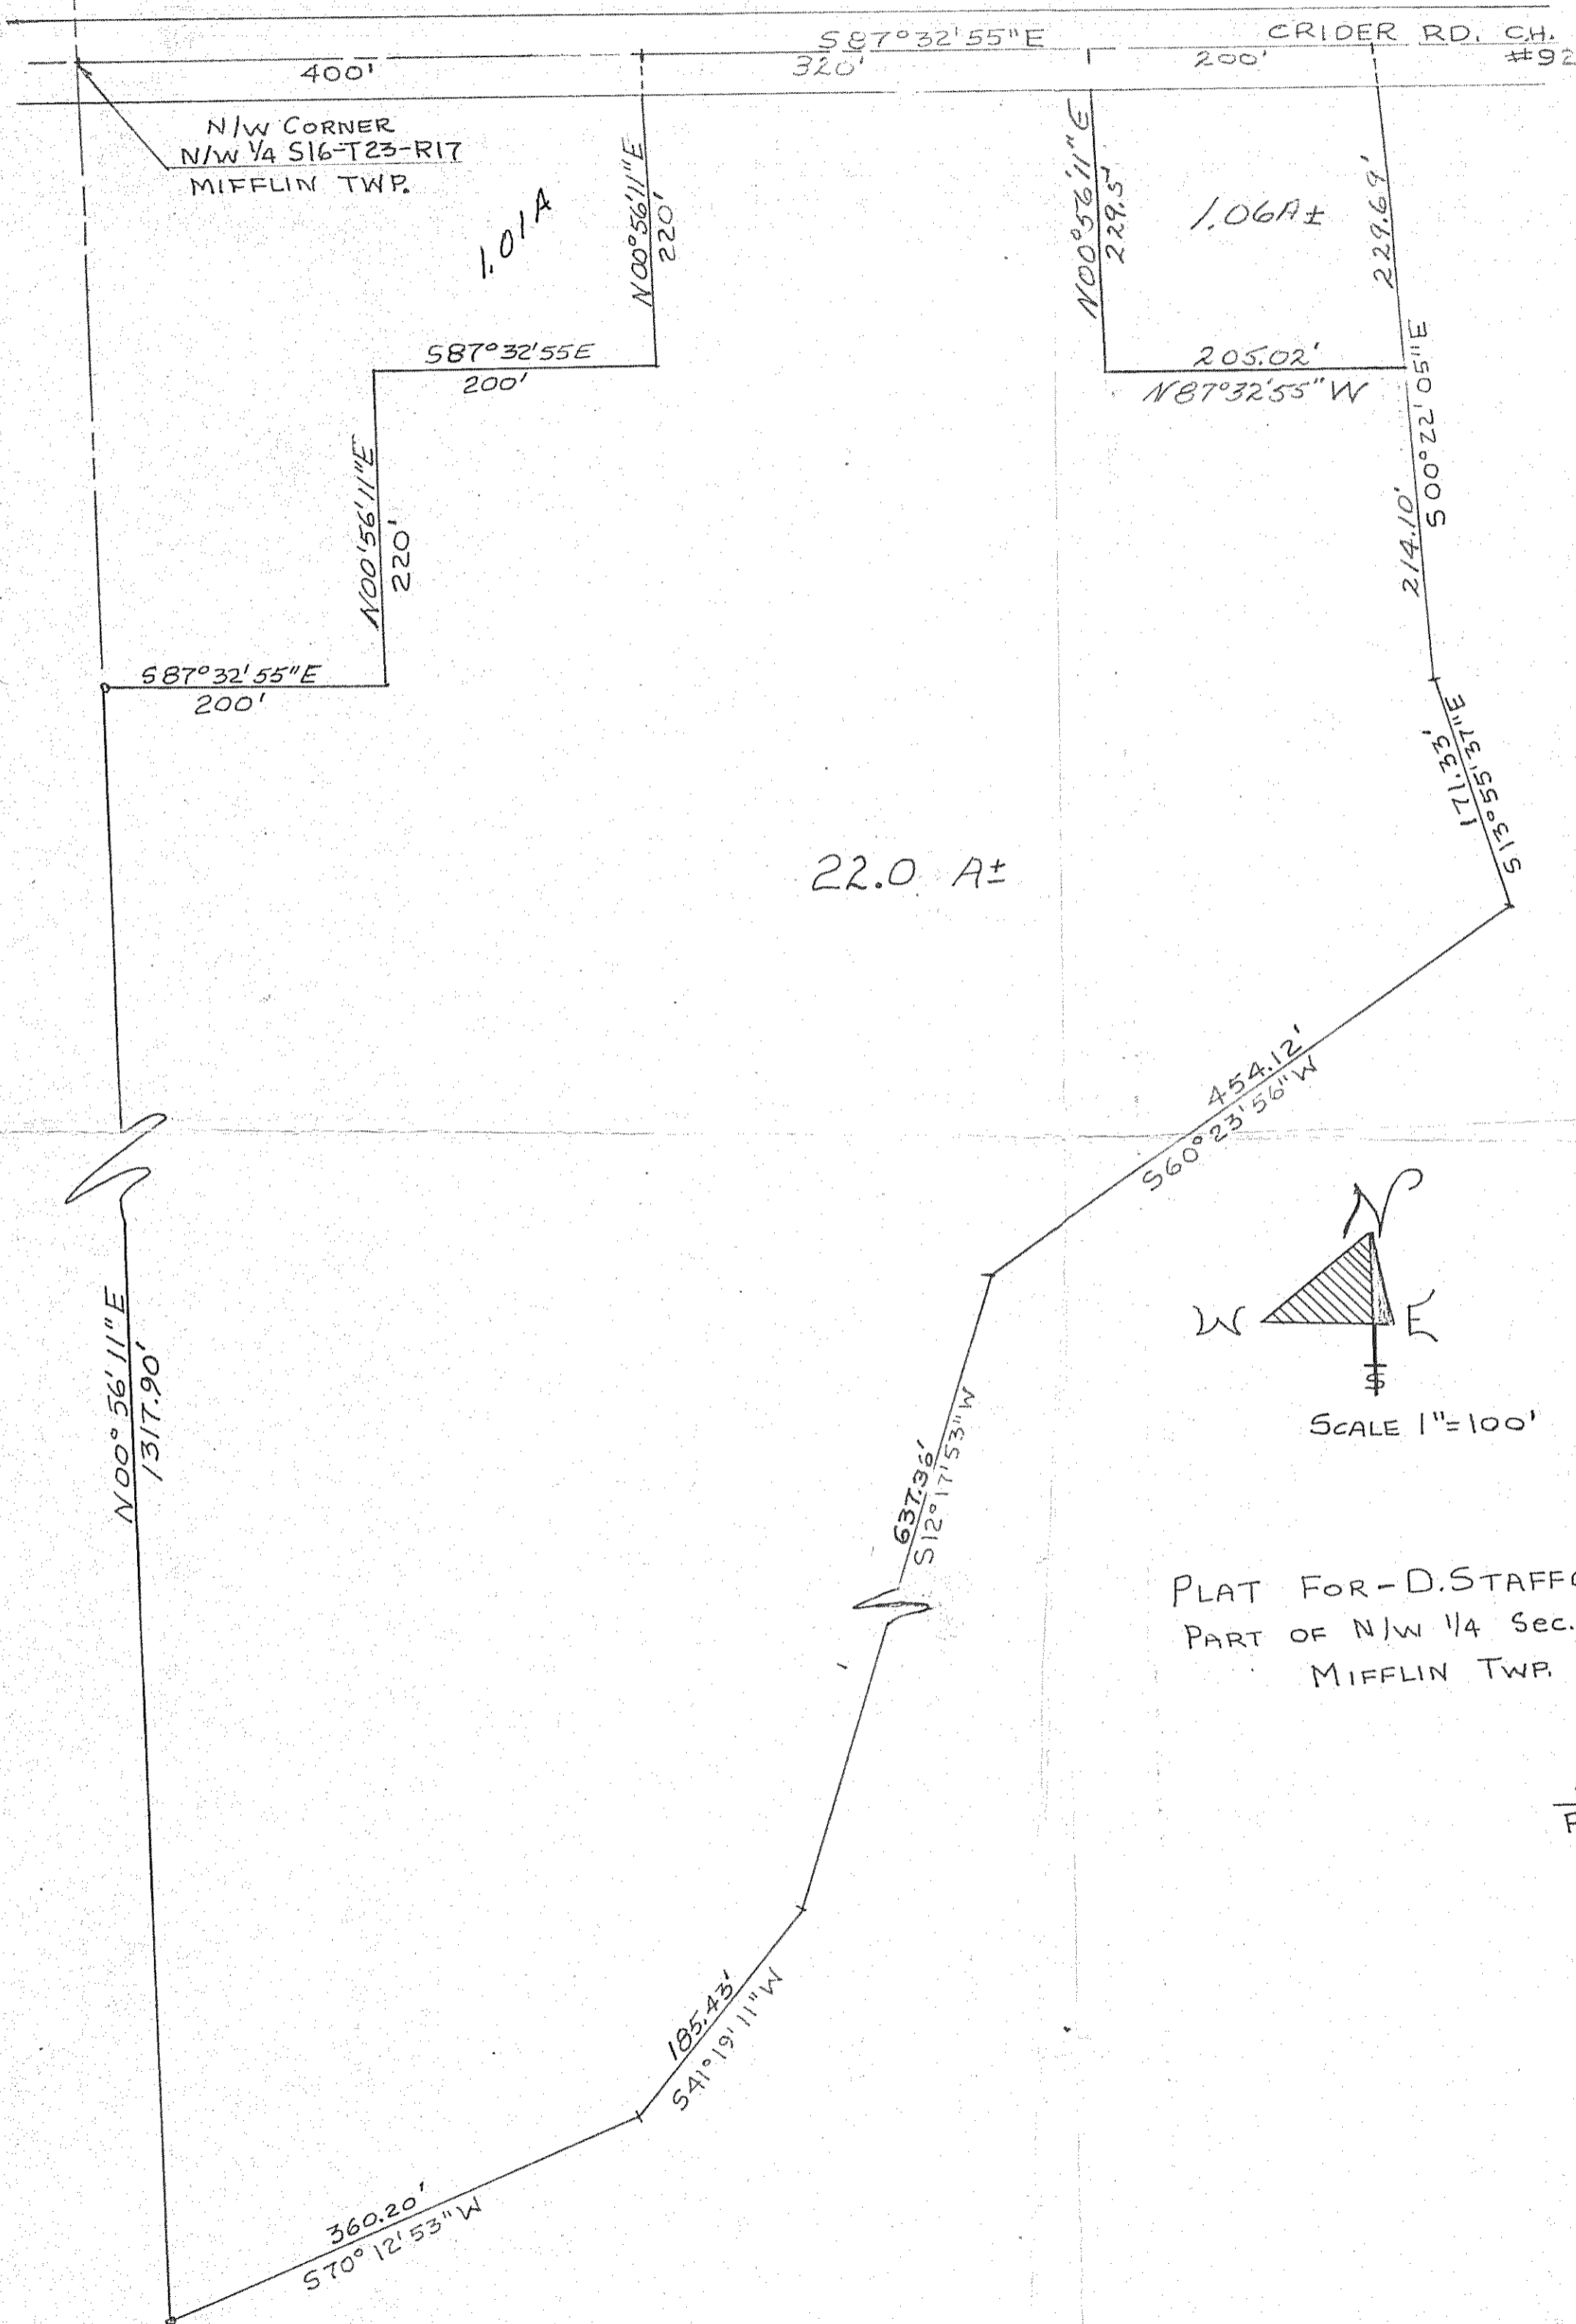 S87°32'55"E
CRIDER RD. C.H.
#92
400'
320'
200'
N/W CORNER
N/W 1/4 S16-T23-R17
MIFFLIN TWP.
1.01A
N00°56'11"E
220'
N00°56'11"E
229.5'
1.06A±
229.69'
S87°32'55E
200'
205.02'
N87°32'55"W
S00°22'05"E
214.10'
N00'56'11"E
220'
S87°32'55"E
200'
171.33'
S13°55'37"E
22.0 A±
454.12'
S60°23'56"W
N
W
E
S
SCALE 1"=100'
N00°56'11"E
1317.90'
637.36'
S12°17'53"W
PLAT FOR-D.STAFFO
PART OF N/W 1/4 Sec.
MIFFLIN TWP.
185.43'
S41°19'11"W
360.20'
S70°12'53"W